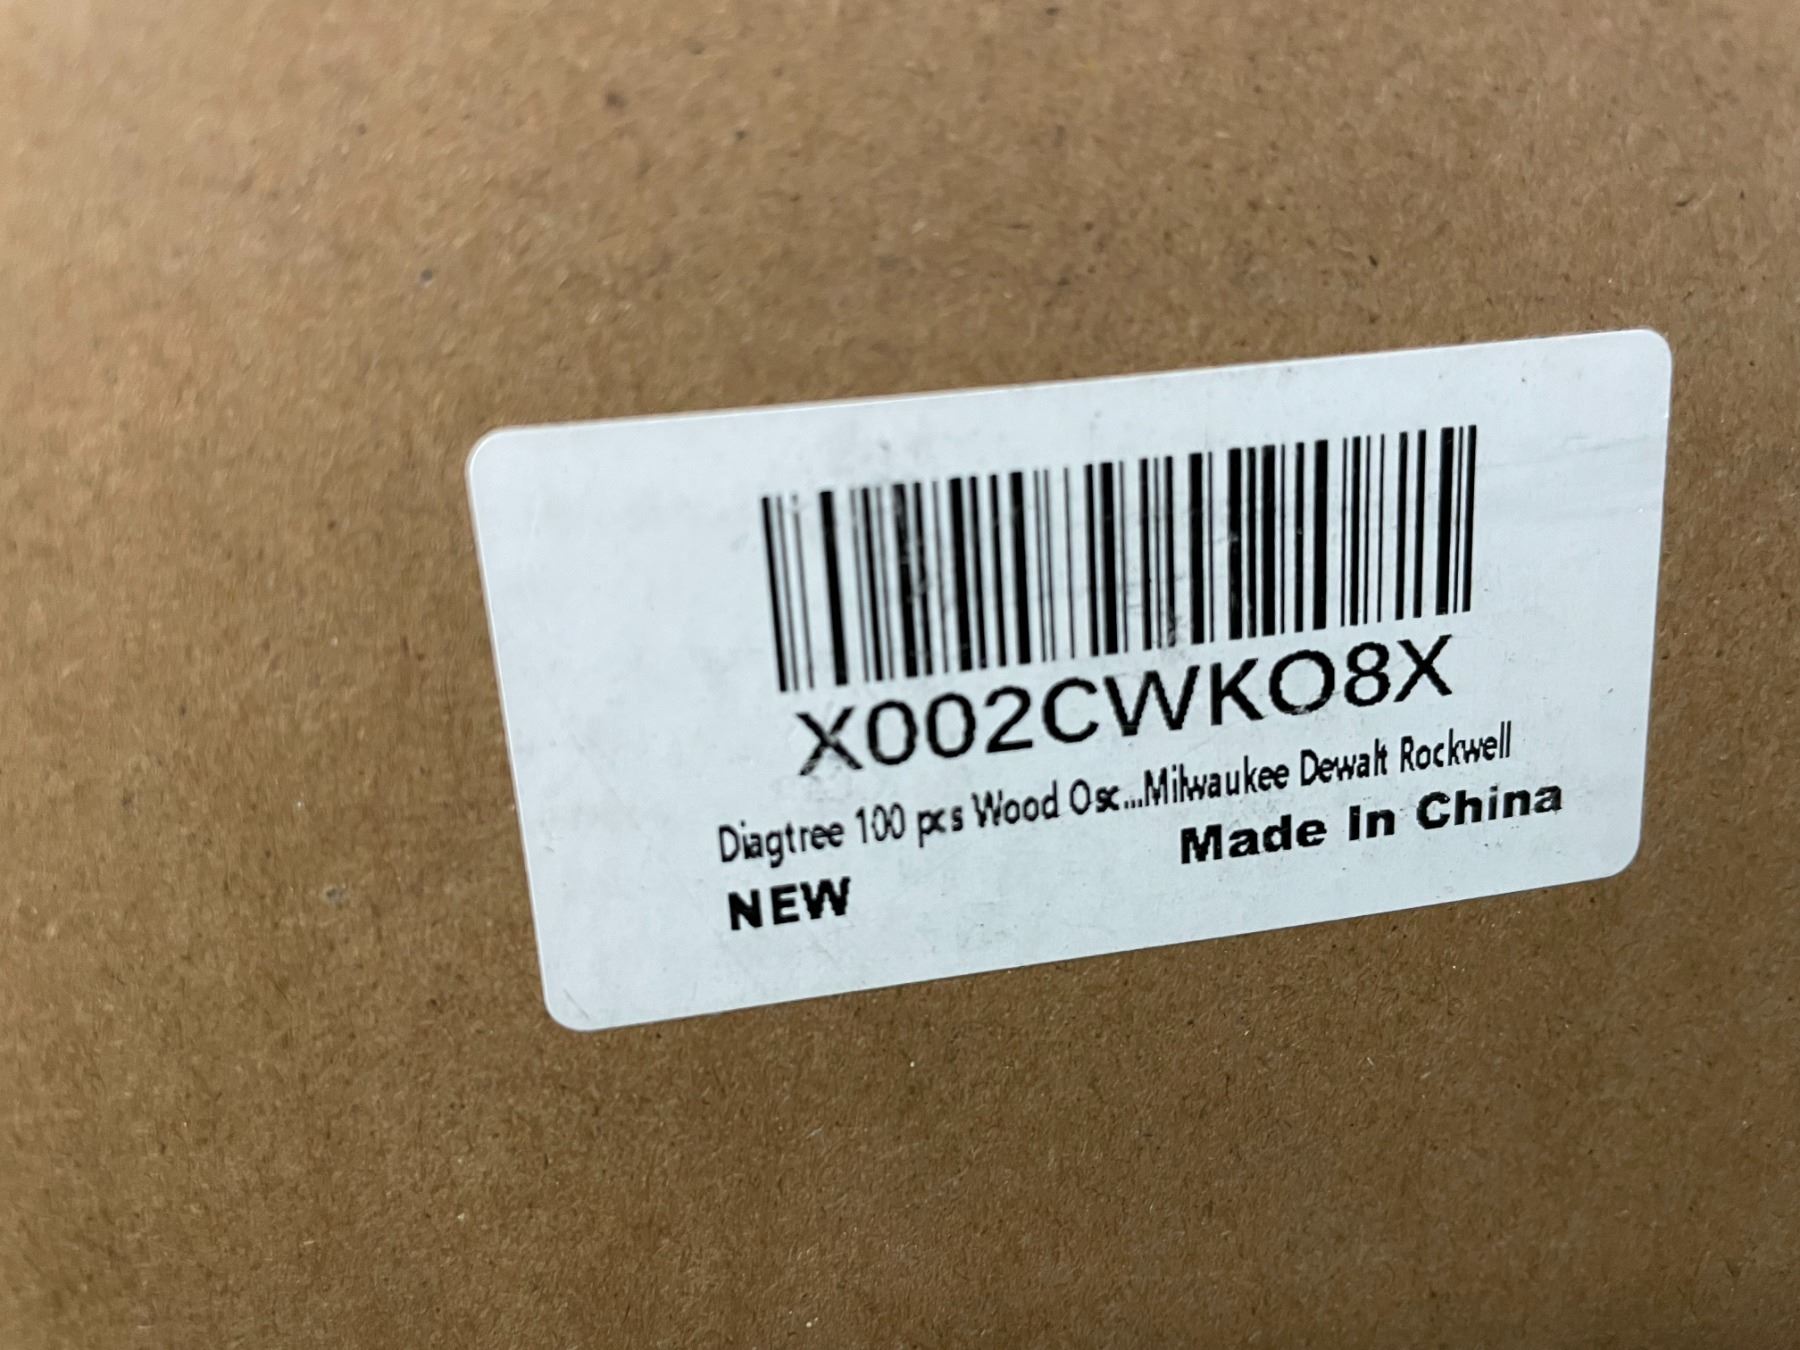 X002CWKO8X
Diagtree 100 pcs Wood Osc...Milwaukee Dewalt Rockwell
NEW
Made In China